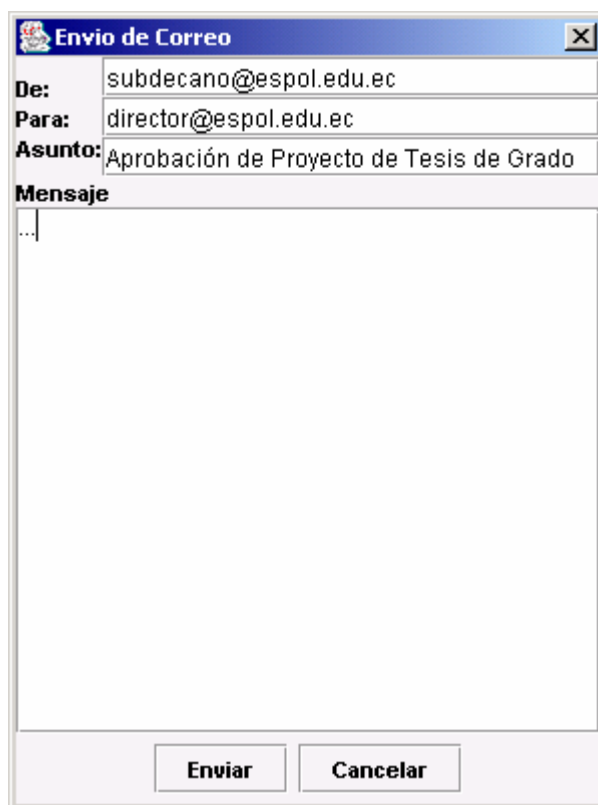 Envio de Correo
De: subdecano@espol.edu.ec
Para: director@espol.edu.ec
Asunto: Aprobación de Proyecto de Tesis de Grado
Mensaje
...
Enviar Cancelar